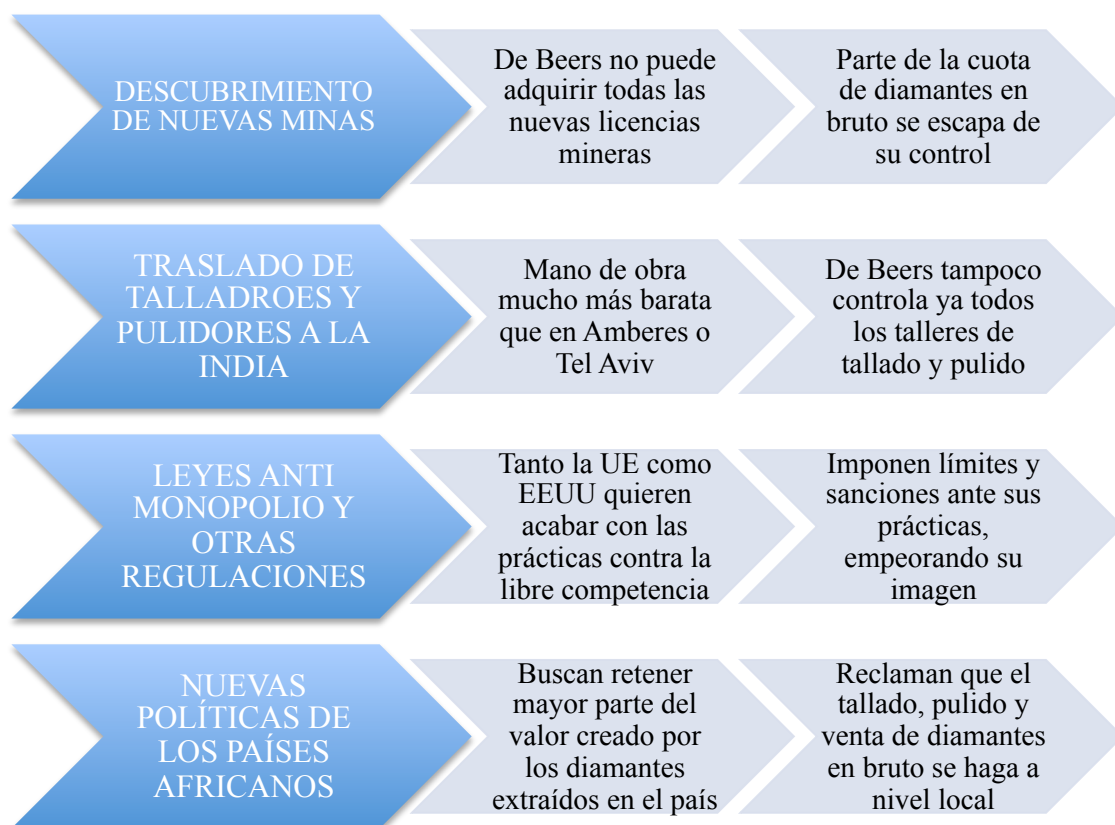 DESCUBRIMIENTO
DE NUEVAS MINAS
De Beers no puede
adquirir todas las
nuevas licencias
mineras
Parte de la cuota
de diamantes en
bruto se escapa de
su control
TRASLADO DE
TALLADROES Y
PULIDORES A LA
INDIA
Mano de obra
mucho más barata
que en Amberes o
Tel Aviv
De Beers tampoco
controla ya todos
los talleres de
tallado y pulido
LEYES ANTI
MONOPOLIO Y
OTRAS
REGULACIONES
Tanto la UE como
EEUU quieren
acabar con las
prácticas contra la
libre competencia
Imponen límites y
sanciones ante sus
prácticas,
empeorando su
imagen
NUEVAS
POLÍTICAS DE
LOS PAÍSES
AFRICANOS
Buscan retener
mayor parte del
valor creado por
los diamantes
extraídos en el país
Reclaman que el
tallado, pulido y
venta de diamantes
en bruto se haga a
nivel local